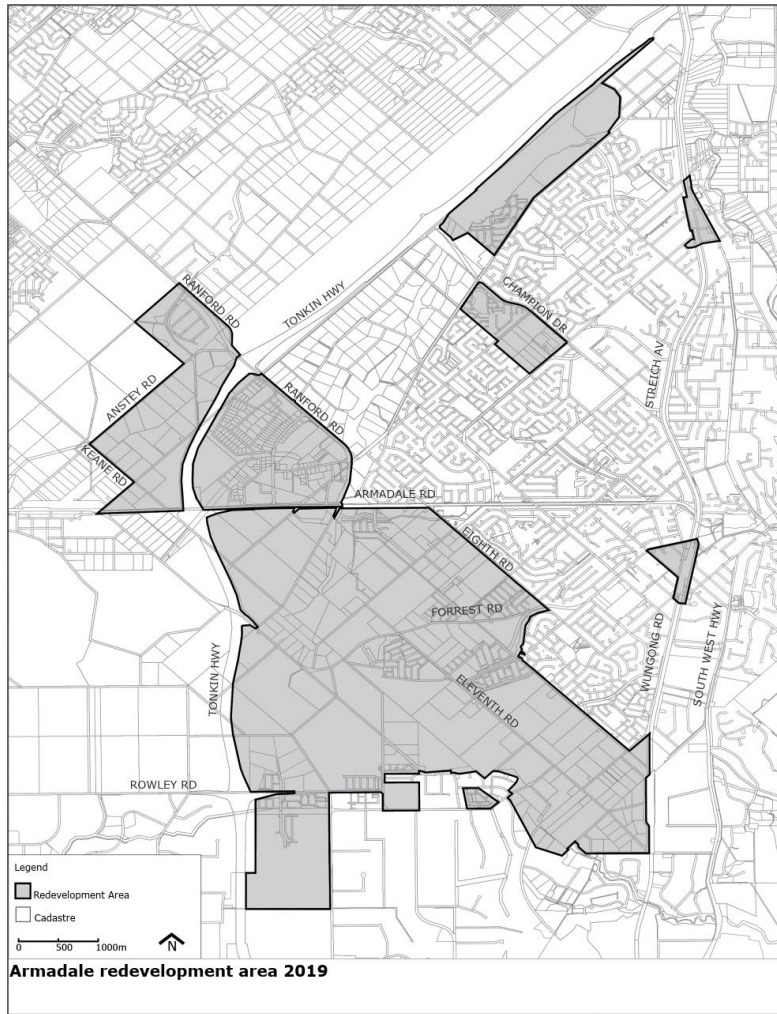 RANFORD RD
TONKIN HWY
CHAMPION DR
STREICH AV
ANSTEY RD
RANFORD RD
KEANE RD
ARMADALE RD
EIGHTH RD
FORREST RD
WUNGONG RD
SOUTH WEST HWY
TONKIN HWY
ELEVENTH RD
ROWLEY RD
Legend
Redevelopment Area
Cadastre
0 500 1000m
N
Armadale redevelopment area 2019